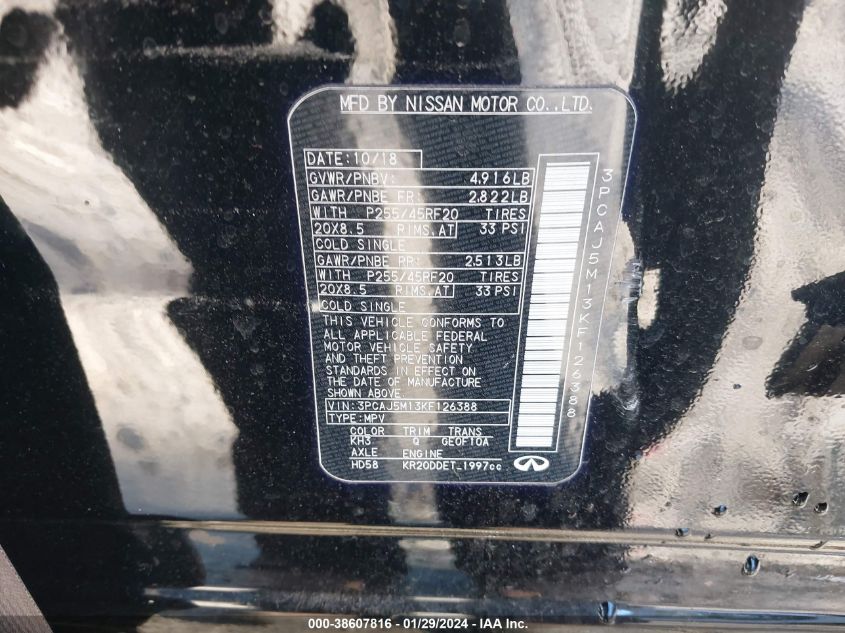 MFD BY NISSAN MOTOR CO.,LTD.
DATE:10/18
GVWR/PNBV: 4.916LB
GAWR/PNBE FR: 2.822LB
WITH P255/45RF20 TIRES
20X8.5 RIMS.AT 33 PSI
COLD SINGLE
GAWR/PNBE RR: 2.513LB
WITH P255/45RF20 TIRES
20X8.5 RIMS.AT 33 PSI
COLD SINGLE
THIS VEHICLE CONFORMS TO
ALL APPLICABLE FEDERAL
MOTOR VEHICLE SAFETY
AND THEFT PREVENTION
STANDARDS IN EFFECT ON
THE DATE OF MANUFACTURE
SHOWN ABOVE.
VIN:3PCAJ5M13KF126388
TYPE:MPV
COLOR TRIM TRANS
KH3 Q GE0F10A
AXLE ENGINE
HD58 KR20DDET_1997cc
3PCAJ5M13KF126388
000-38607816 - 01/29/2024 - IAA Inc.